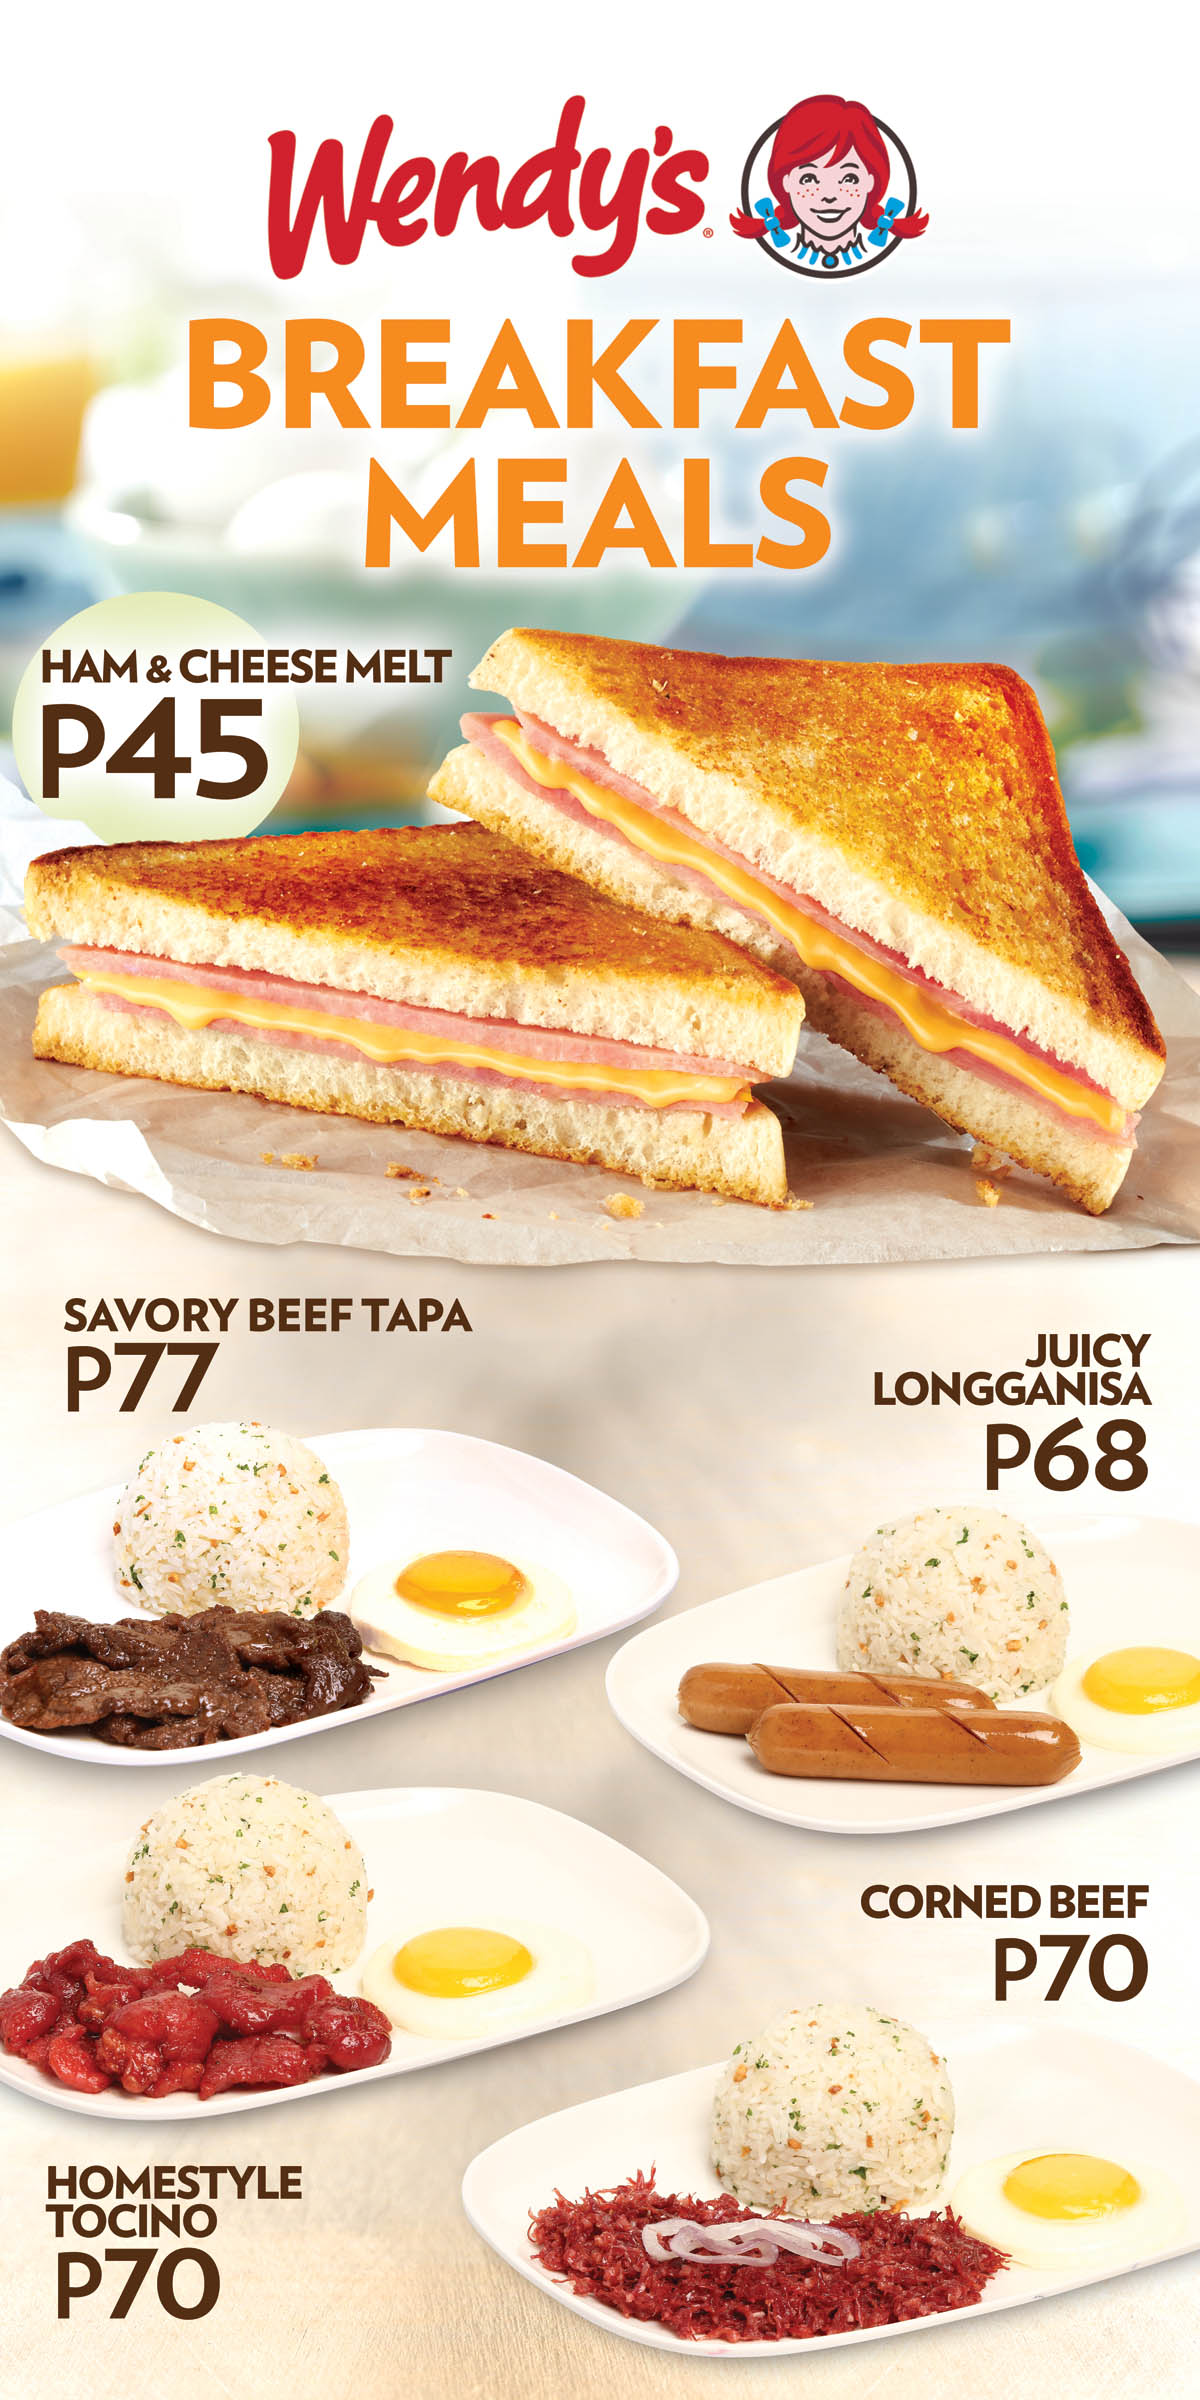 Wendy's®
BREAKFAST
MEALS
HAM & CHEESE MELT
P45
SAVORY BEEF TAPA
P77
JUICY
LONGGANISA
P68
CORNED BEEF
P70
HOMESTYLE
TOCINO
P70